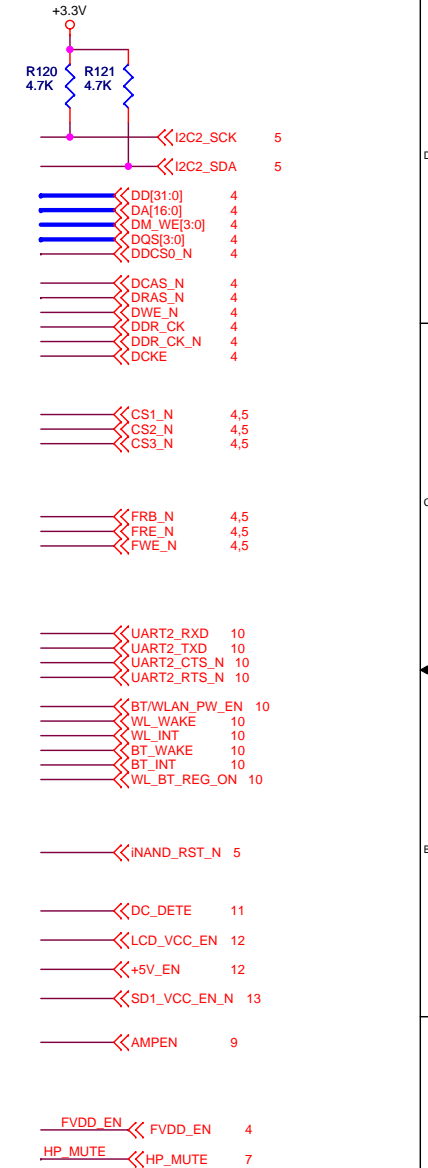 +3.3V
R120 R121
4.7K 4.7K
I2C2_SCK 5
D
I2C2_SDA 5
DD[31:0] 4
DA[16:0] 4
DM_WE[3:0] 4
DQS[3:0] 4
DDCS0_N 4
DCAS_N 4
DRAS_N 4
DWE_N 4
DDR_CK 4
DDR_CK_N 4
DCKE 4
CS1_N 4,5
CS2_N 4,5
CS3_N 4,5
C
FRB_N 4,5
FRE_N 4,5
FWE_N 4,5
UART2_RXD 10
UART2_TXD 10
UART2_CTS_N 10
UART2_RTS_N 10
BT/WLAN_PW_EN 10
WL_WAKE 10
WL_INT 10
BT_WAKE 10
BT_INT 10
WL_BT_REG_ON 10
B
iNAND_RST_N 5
DC_DETE 11
LCD_VCC_EN 12
+5V_EN 12
SD1_VCC_EN_N 13
AMPEN 9
FVDD_EN FVDD_EN 4
HP_MUTE HP_MUTE 7